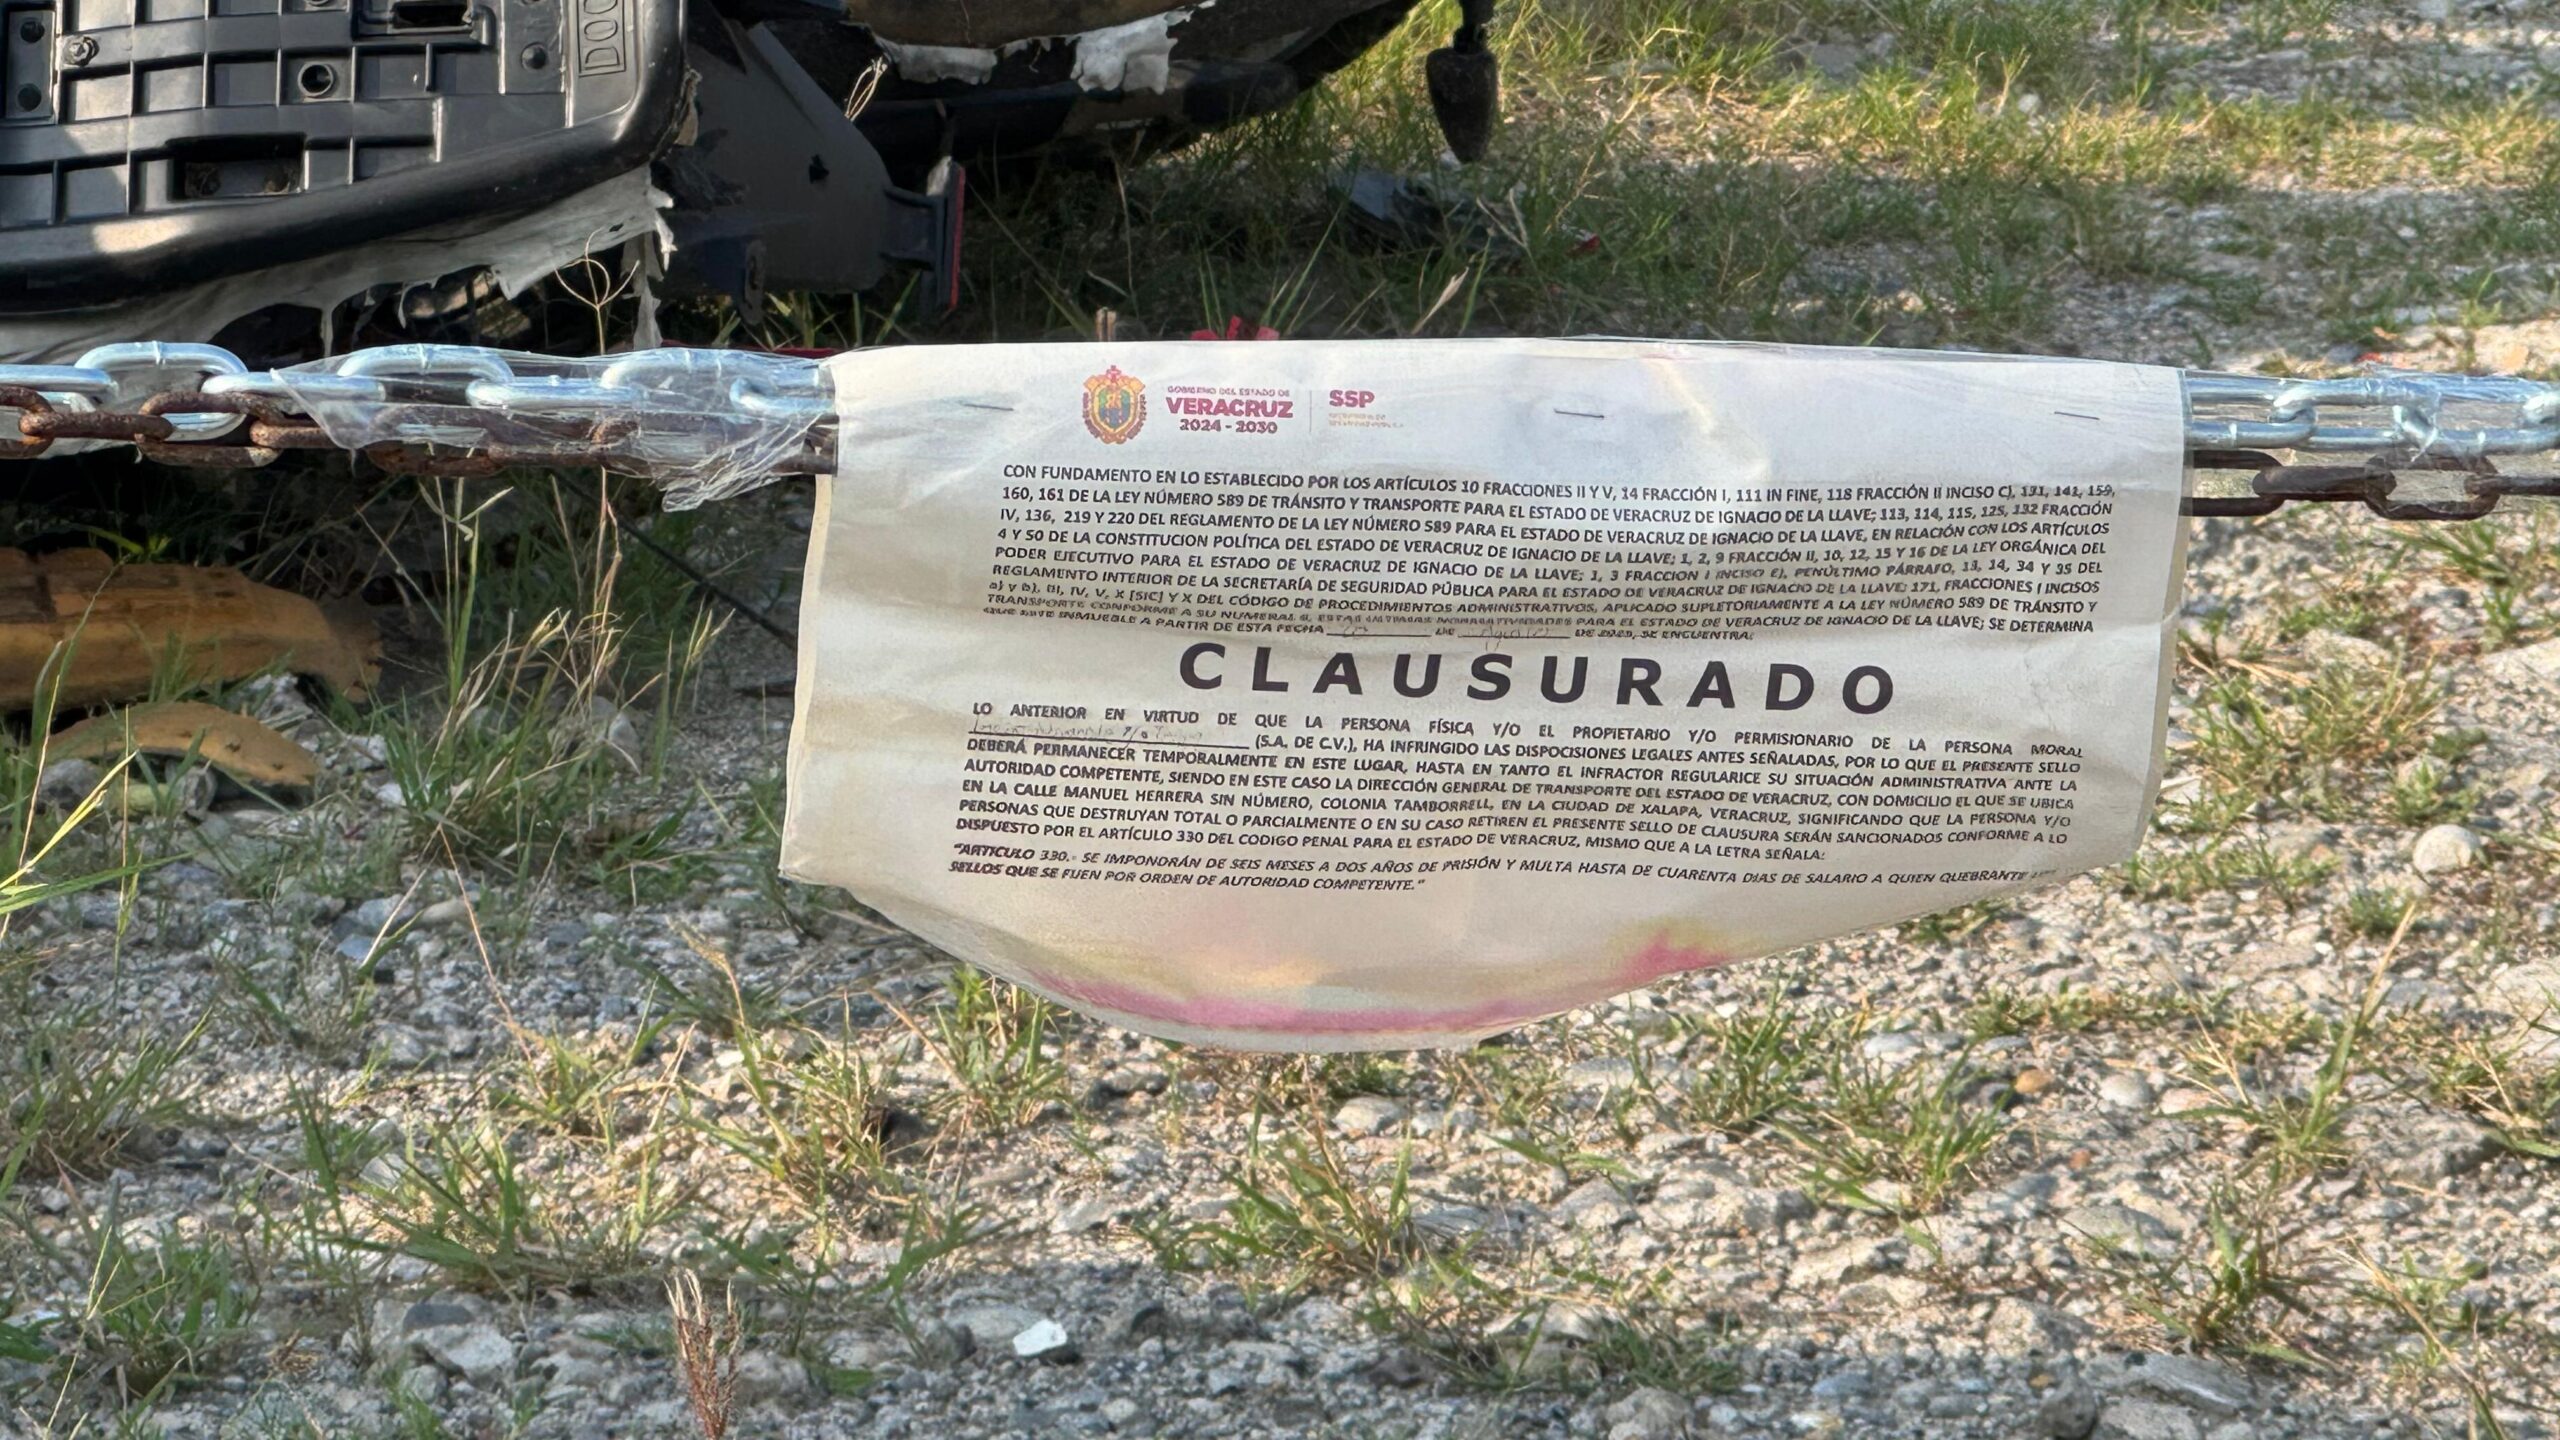 DOO
GOBIERNO DEL ESTADO DE
VERACRUZ
2024 - 2030
SSP
CON FUNDAMENTO EN LO ESTABLECIDO POR LOS ARTÍCULOS 10 FRACCIONES II Y V, 14 FRACCIÓN I, 111 IN FINE, 118 FRACCIÓN II INCISO C), 131, 141, 159,
160, 161 DE LA LEY NÚMERO 589 DE TRÁNSITO Y TRANSPORTE PARA EL ESTADO DE VERACRUZ DE IGNACIO DE LA LLAVE; 113, 114, 115, 125, 132 FRACCIÓN
IV, 136, 219 Y 220 DEL REGLAMENTO DE LA LEY NÚMERO 589 PARA EL ESTADO DE VERACRUZ DE IGNACIO DE LA LLAVE, EN RELACIÓN CON LOS ARTÍCULOS
4 Y 50 DE LA CONSTITUCION POLÍTICA DEL ESTADO DE VERACRUZ DE IGNACIO DE LA LLAVE; 1, 2, 9 FRACCIÓN II, 10, 12, 15 Y 16 DE LA LEY ORGÁNICA DEL
PODER EJECUTIVO PARA EL ESTADO DE VERACRUZ DE IGNACIO DE LA LLAVE; 1, 3 FRACCION I INCISO E), PENÚLTIMO PÁRRAFO, 13, 14, 34 Y 35 DEL
REGLAMENTO INTERIOR DE LA SECRETARÍA DE SEGURIDAD PÚBLICA PARA EL ESTADO DE VERACRUZ DE IGNACIO DE LA LLAVE; 171, FRACCIONES I INCISOS
a) y b), III, IV, V, X [SIC] Y X DEL CÓDIGO DE PROCEDIMIENTOS ADMINISTRATIVOS, APLICADO SUPLETORIAMENTE A LA LEY NÚMERO 589 DE TRÁNSITO Y
TRANSPORTE CONFORME A SU NUMERAL PARA EL ESTADO DE VERACRUZ DE IGNACIO DE LA LLAVE; SE DETERMINA
QUE ESTE INMUEBLE A PARTIR DE ESTA FECHA DE Agosto DE 2025, SE ENCUENTRA:
CLAUSURADO
LO ANTERIOR EN VIRTUD DE QUE LA PERSONA FÍSICA Y/O EL PROPIETARIO Y/O PERMISIONARIO DE LA PERSONA MORAL
(S.A. DE C.V.), HA INFRINGIDO LAS DISPOCISIONES LEGALES ANTES SEÑALADAS, POR LO QUE EL PRESENTE SELLO
DEBERÁ PERMANECER TEMPORALMENTE EN ESTE LUGAR, HASTA EN TANTO EL INFRACTOR REGULARICE SU SITUACIÓN ADMINISTRATIVA ANTE LA
AUTORIDAD COMPETENTE, SIENDO EN ESTE CASO LA DIRECCIÓN GENERAL DE TRANSPORTE DEL ESTADO DE VERACRUZ, CON DOMICILIO EL QUE SE UBICA
EN LA CALLE MANUEL HERRERA SIN NÚMERO, COLONIA TAMBORRELL, EN LA CIUDAD DE XALAPA, VERACRUZ, SIGNIFICANDO QUE LA PERSONA Y/O
PERSONAS QUE DESTRUYAN TOTAL O PARCIALMENTE O EN SU CASO RETIREN EL PRESENTE SELLO DE CLAUSURA SERÁN SANCIONADOS CONFORME A LO
DISPUESTO POR EL ARTÍCULO 330 DEL CODIGO PENAL PARA EL ESTADO DE VERACRUZ, MISMO QUE A LA LETRA SEÑALA:
"ARTICULO 330.- SE IMPONDRÁN DE SEIS MESES A DOS AÑOS DE PRISIÓN Y MULTA HASTA DE CUARENTA DIAS DE SALARIO A QUIEN QUEBRANTE
SELLOS QUE SE FIJEN POR ORDEN DE AUTORIDAD COMPETENTE."